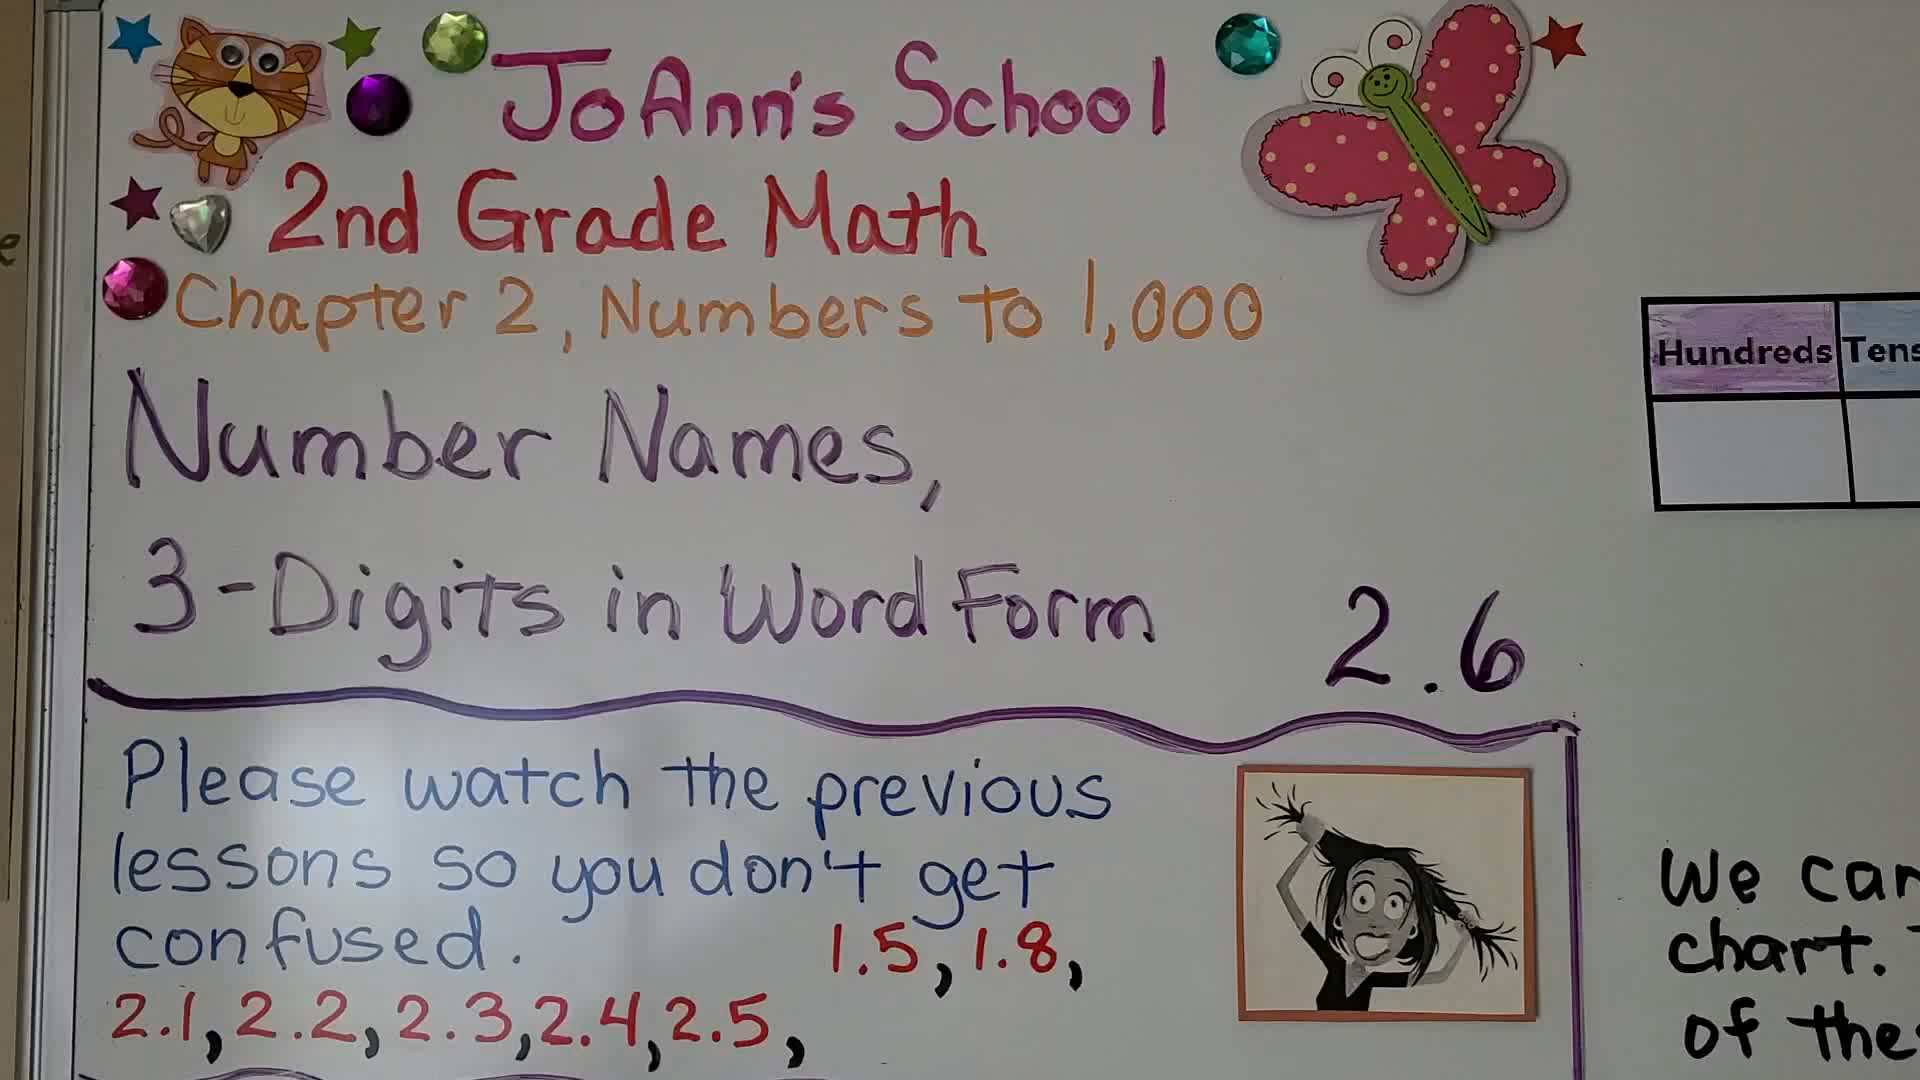 JoAnn's School
2nd Grade Math
Chapter 2, Numbers to 1,000
Number Names,
3-Digits in Word Form 2.6
Please watch the previous
lessons so you don't get
confused. 1.5, 1.8,
2.1, 2.2, 2.3, 2.4, 2.5,
Hundreds Tens
We can
chart.
of the